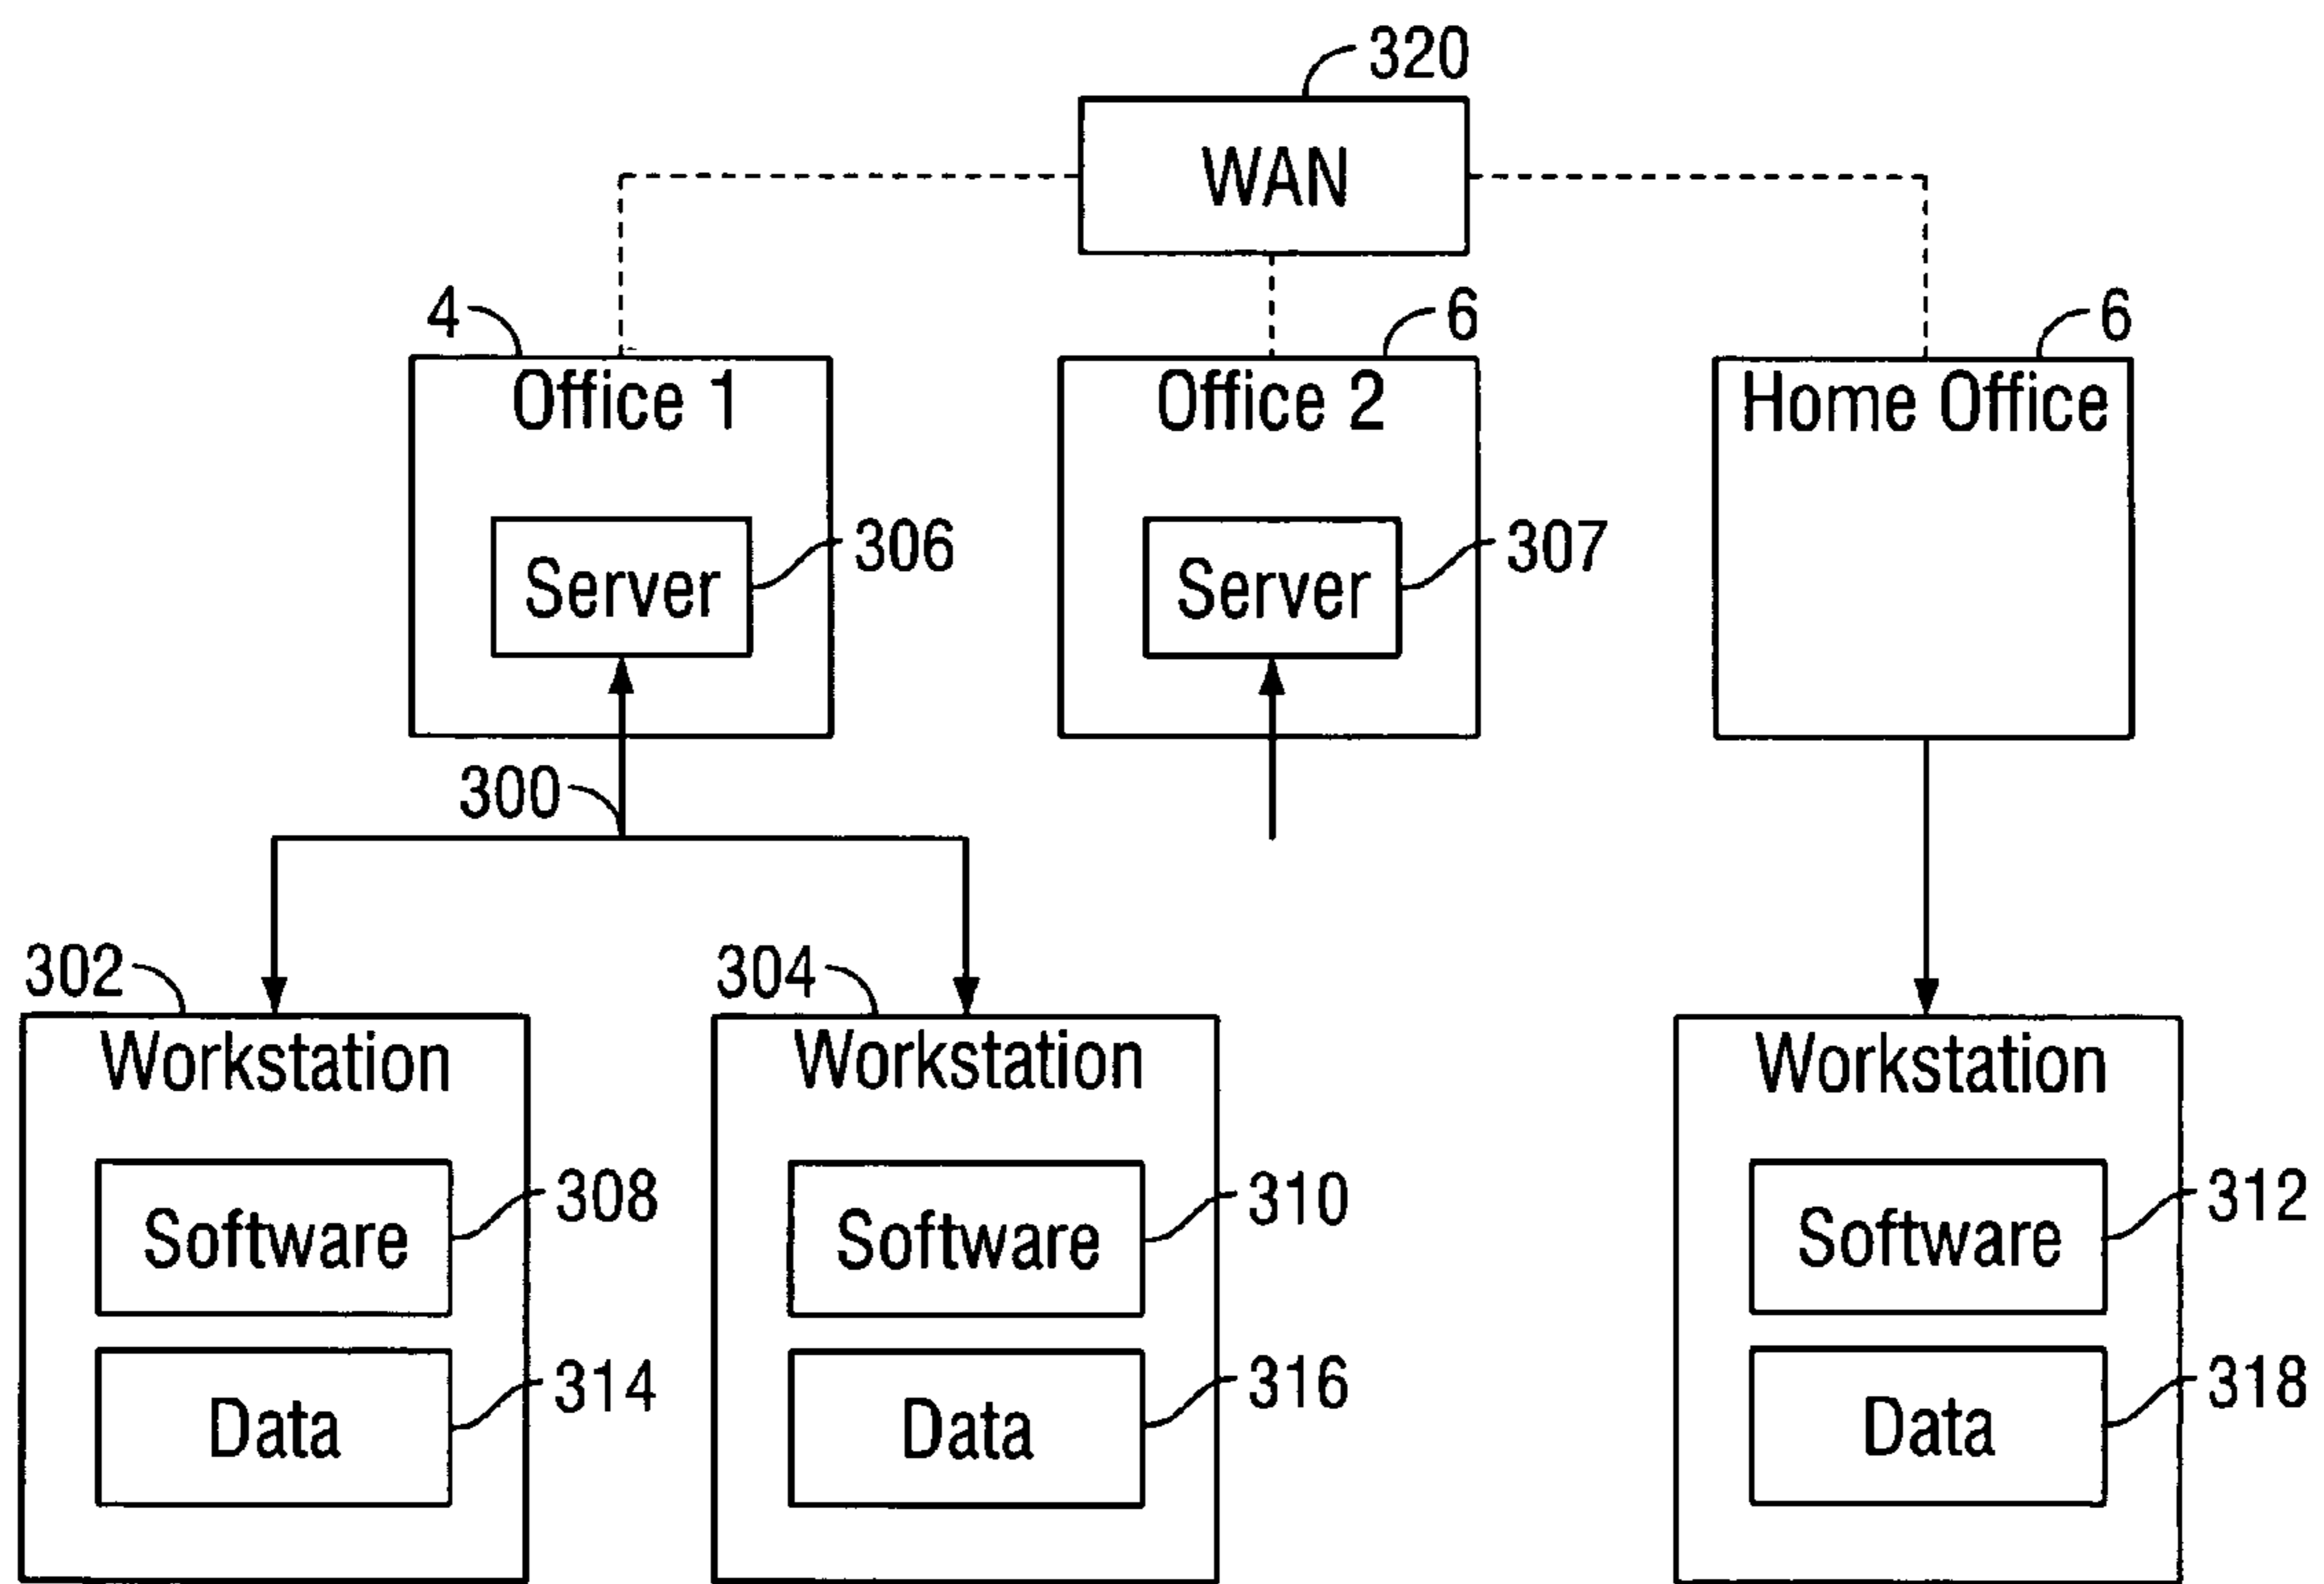 320
WAN
4
6
6
Office 1
Office 2
Home Office
306
307
Server
Server
300
302
304
Workstation
Workstation
Workstation
308
310
312
Software
Software
Software
314
316
318
Data
Data
Data